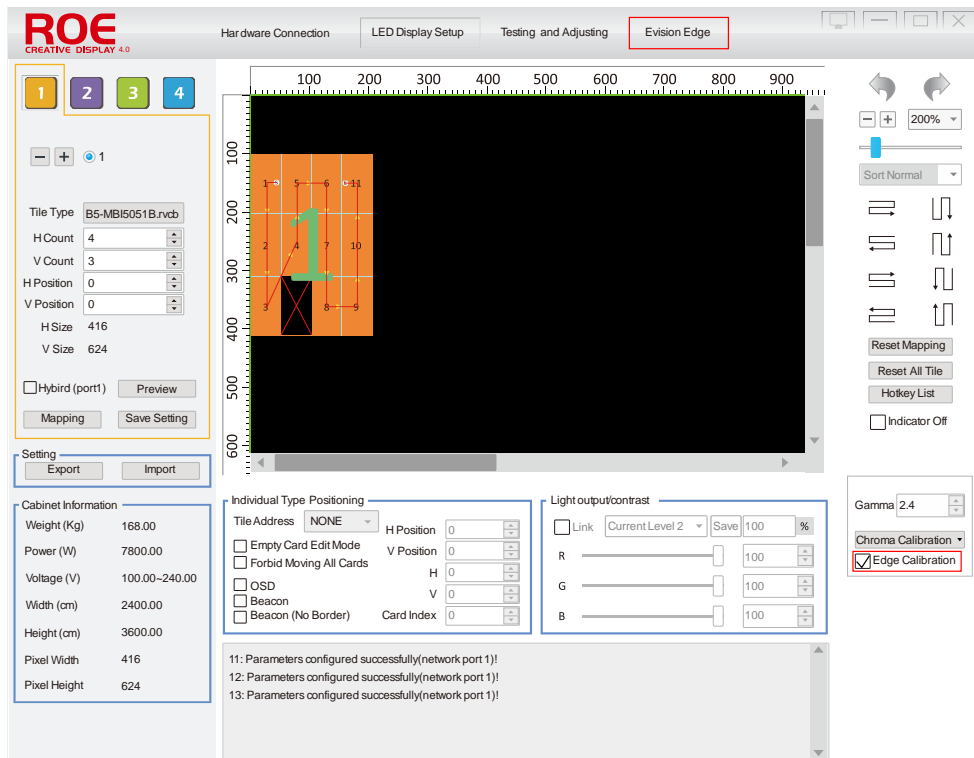 ROE
CREATIVE DISPLAY 4.0
Hardware Connection
LED Display Setup
Testing and Adjusting
Evision Edge
1 2 3 4
1
Tile Type B5-MBI5051B.rvcb
H Count 4
V Count 3
H Position 0
V Position 0
H Size 416
V Size 624
Hybird (port1) Preview
Mapping Save Setting
Setting
Export Import
Cabinet Information
Weight (Kg) 168.00
Power (W) 7800.00
Voltage (V) 100.00~240.00
Width (cm) 2400.00
Height (cm) 3600.00
Pixel Width 416
Pixel Height 624
100 200 300 400 500 600 700 800 900
100
200
300
400
500
600
1 5 6 11
2 4 7 10
3 8 9
1
Individual Type Positioning
Tile Address NONE
Empty Card Edit Mode
Forbid Moving All Cards
OSD
Beacon
Beacon (No Border)
H Position 0
V Position 0
H 0
V 0
Card Index 0
Light output/contrast
Link Current Level 2 Save 100 %
R 100
G 100
B 100
11: Parameters configured successfully(network port 1)!
12: Parameters configured successfully(network port 1)!
13: Parameters configured successfully(network port 1)!
200%
Sort Normal
Reset Mapping
Reset All Tile
Hotkey List
Indicator Off
Gamma 2.4
Chroma Calibration
Edge Calibration